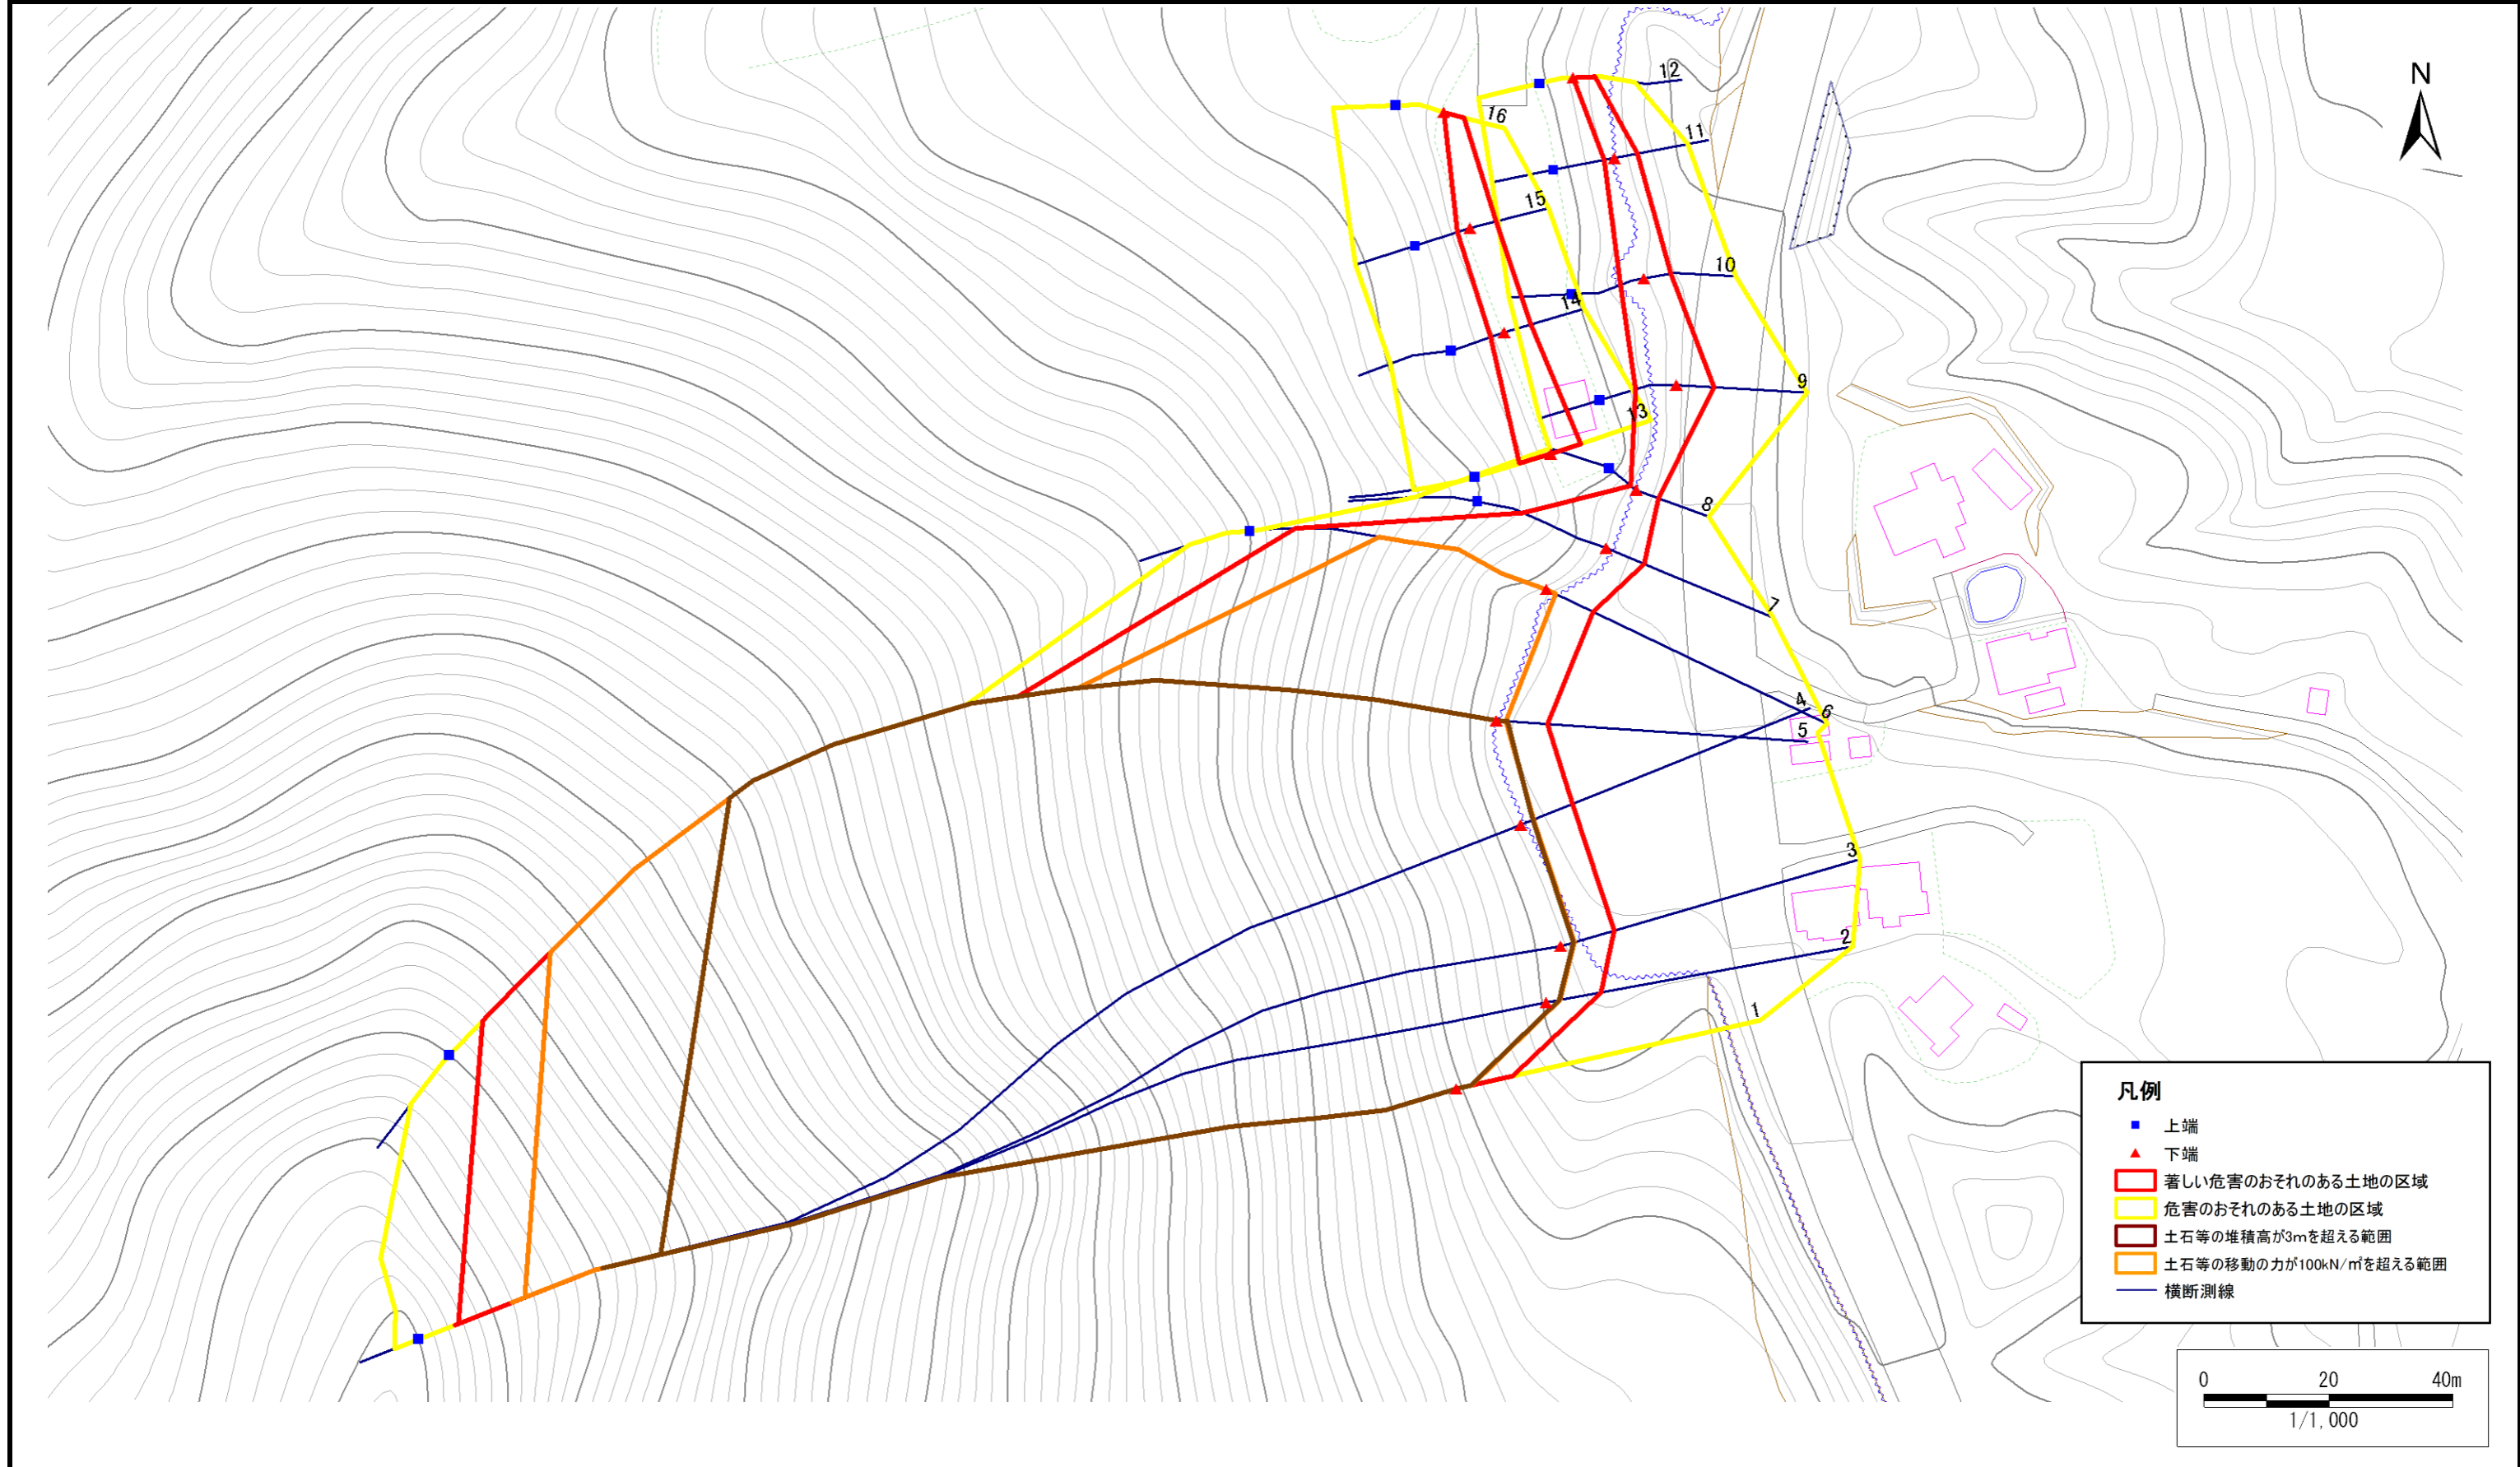 N
12
16
11
15
10
14
9
13
8
7
4
6
5
3
2
1
凡例
上端
下端
著しい危害のおそれのある土地の区域
危害のおそれのある土地の区域
土石等の堆積高が3mを超える範囲
土石等の移動の力が100kN/㎡を超える範囲
横断測線
0 20 40m
1/1,000